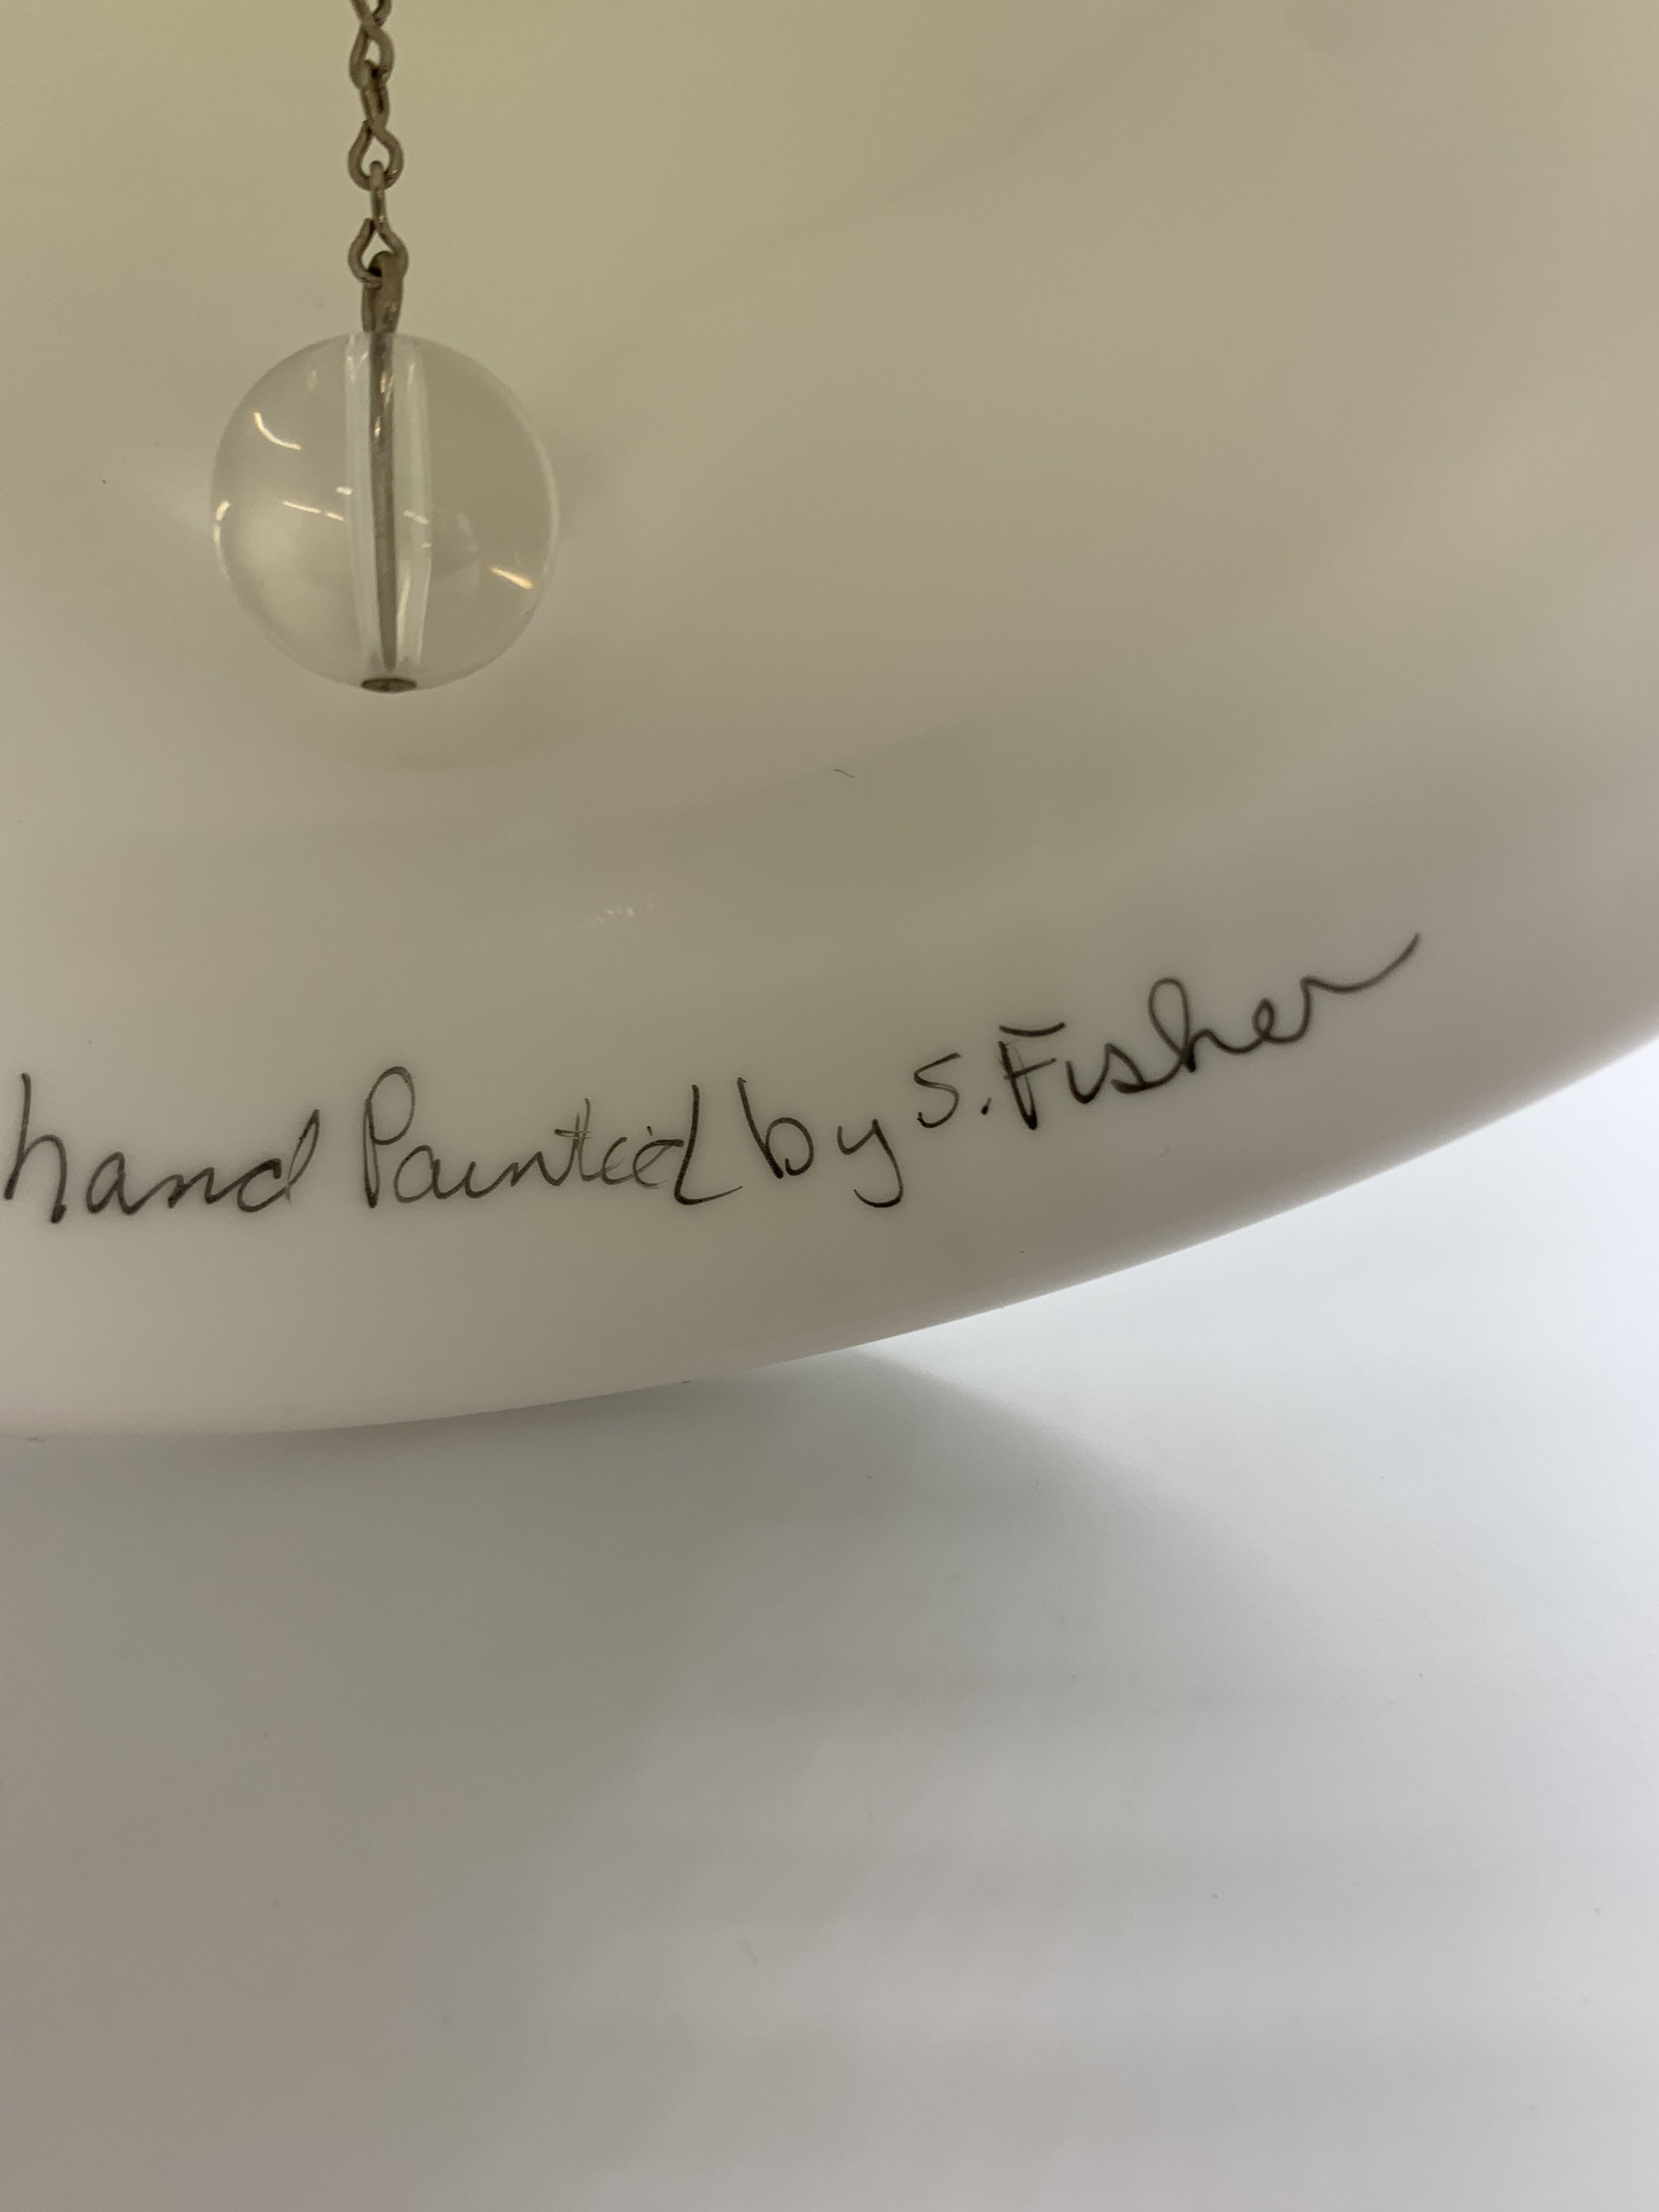 hand Painted by S. Fisher